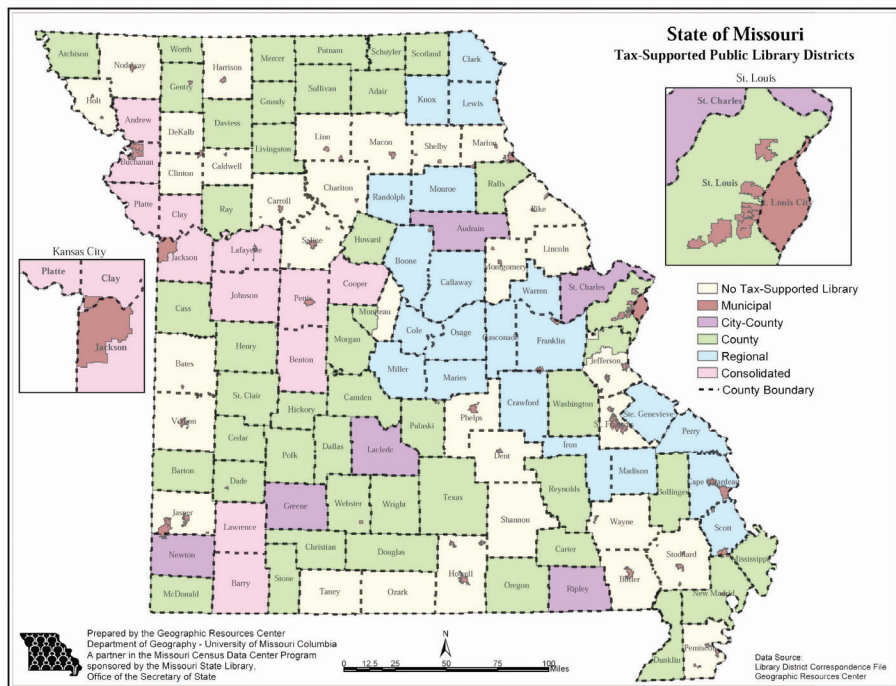 State of Missouri
Tax-Supported Public Library Districts
St. Louis
St. Charles
St. Louis
St. Louis City
Atchison
Nodaway
Worth
Harrison
Mercer
Putnam
Schuyler
Scotland
Clark
Gentry
Holt
Sullivan
Adair
Knox
Lewis
Grundy
Andrew
DeKalb
Daviess
Linn
Macon
Shelby
Marion
Livingston
Buchanan
Clinton
Caldwell
Chariton
Ralls
Monroe
Randolph
Platte
Clay
Ray
Carroll
Pike
Audrain
Saline
Howard
Lincoln
Kansas City
Platte
Clay
Jackson
Jackson
Lafayette
Boone
Montgomery
Cooper
Callaway
Warren
St. Charles
Johnson
Pettis
Cass
Moniteau
Cole
Osage
Gasconade
Franklin
Morgan
Henry
Benton
Miller
Maries
Jefferson
Bates
St. Clair
Camden
Crawford
Washington
Ste. Genevieve
Hickory
Pulaski
Phelps
St. Francois
Vernon
Perry
Cedar
Dallas
Laclede
Dent
Iron
Polk
Madison
Barton
Dade
Texas
Reynolds
Bollinger
Cape Girardeau
Greene
Webster
Wright
Jasper
Shannon
Wayne
Scott
Lawrence
Christian
Douglas
Carter
Stoddard
Mississippi
Newton
Howell
Butler
Barry
Stone
Oregon
Ripley
McDonald
Taney
Ozark
New Madrid
Dunklin
Pemiscot
No Tax-Supported Library
Municipal
City-County
County
Regional
Consolidated
County Boundary
Prepared by the Geographic Resources Center
Department of Geography - University of Missouri Columbia
A partner in the Missouri Census Data Center Program
sponsored by the Missouri State Library,
Office of the Secretary of State
N
0 12.5 25 50 75 100
Miles
Data Source:
Library District Correspondence File
Geographic Resources Center